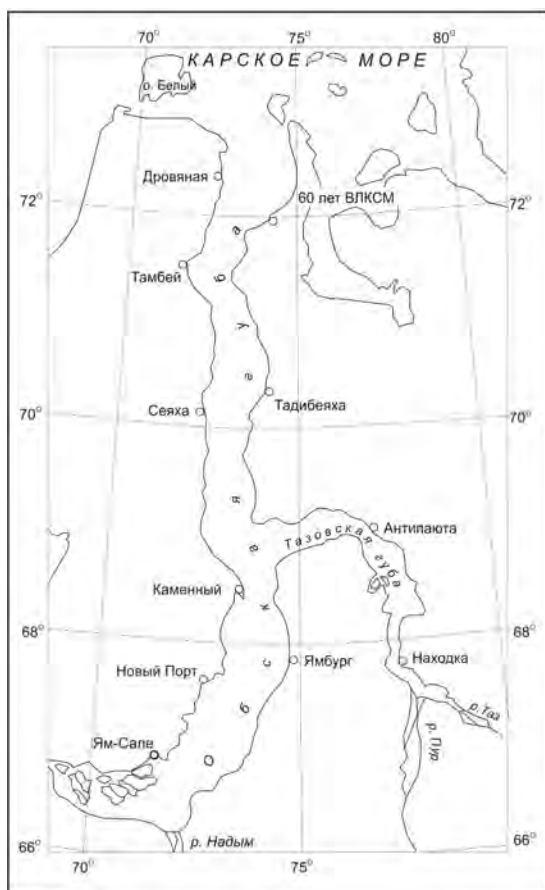 70° 75° 80°
КАРСКОЕ МОРЕ
о. Белый
Дровяная
60 лет ВЛКСМ
72° 72°
Тамбей
Сеяха
Тадибеяха
70° 70°
Антипаюта
Тазовская губа
Обская губа
Каменный
68° 68°
Новый Порт
Ямбург
Находка
р. Таз
р. Пур
Ям-Сале
66° 66°
р. Надым
70° 75° 80°